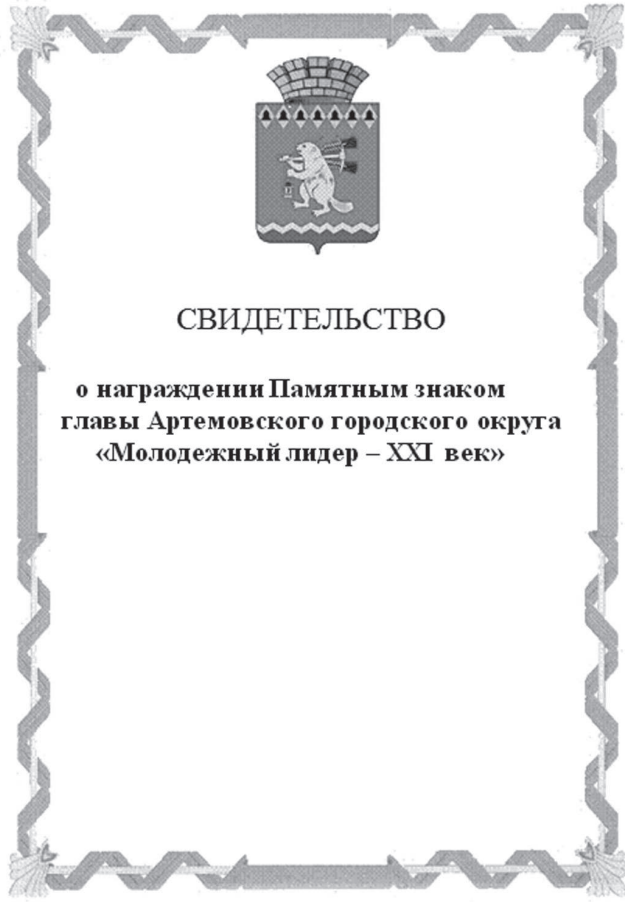 СВИДЕТЕЛЬСТВО
о награждении Памятным знаком
главы Артемовского городского округа
«Молодежный лидер – XXI век»